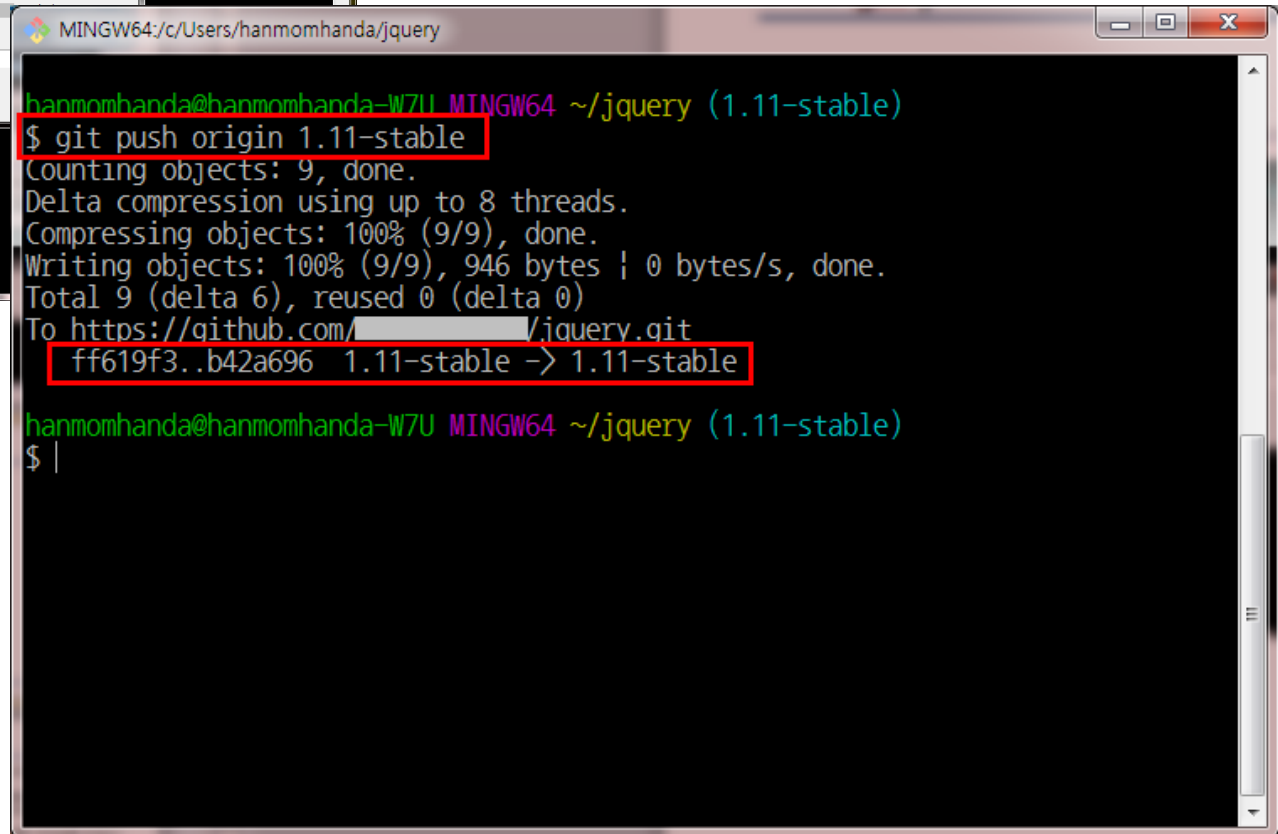 MINGW64:/c/Users/hanmomhanda/jquery
hanmomhanda@hanmomhanda-W7U MINGW64 ~/jquery (1.11-stable)
$ git push origin 1.11-stable
Counting objects: 9, done.
Delta compression using up to 8 threads.
Compressing objects: 100% (9/9), done.
Writing objects: 100% (9/9), 946 bytes ¦ 0 bytes/s, done.
Total 9 (delta 6), reused 0 (delta 0)
To https://github.com/ /jquery.git
ff619f3..b42a696 1.11-stable -> 1.11-stable
hanmomhanda@hanmomhanda-W7U MINGW64 ~/jquery (1.11-stable)
$